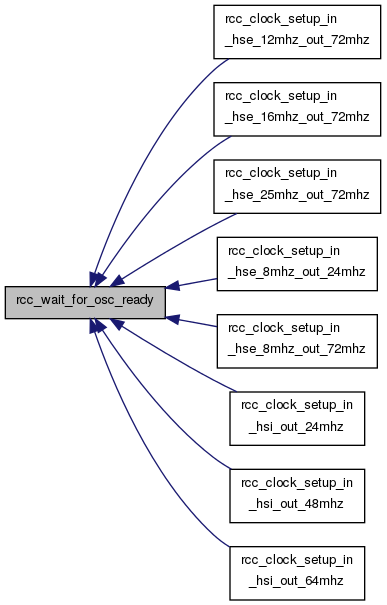 rcc_clock_setup_in
_hse_12mhz_out_72mhz
rcc_clock_setup_in
_hse_16mhz_out_72mhz
rcc_clock_setup_in
_hse_25mhz_out_72mhz
rcc_clock_setup_in
_hse_8mhz_out_24mhz
rcc_wait_for_osc_ready
rcc_clock_setup_in
_hse_8mhz_out_72mhz
rcc_clock_setup_in
_hsi_out_24mhz
rcc_clock_setup_in
_hsi_out_48mhz
rcc_clock_setup_in
_hsi_out_64mhz